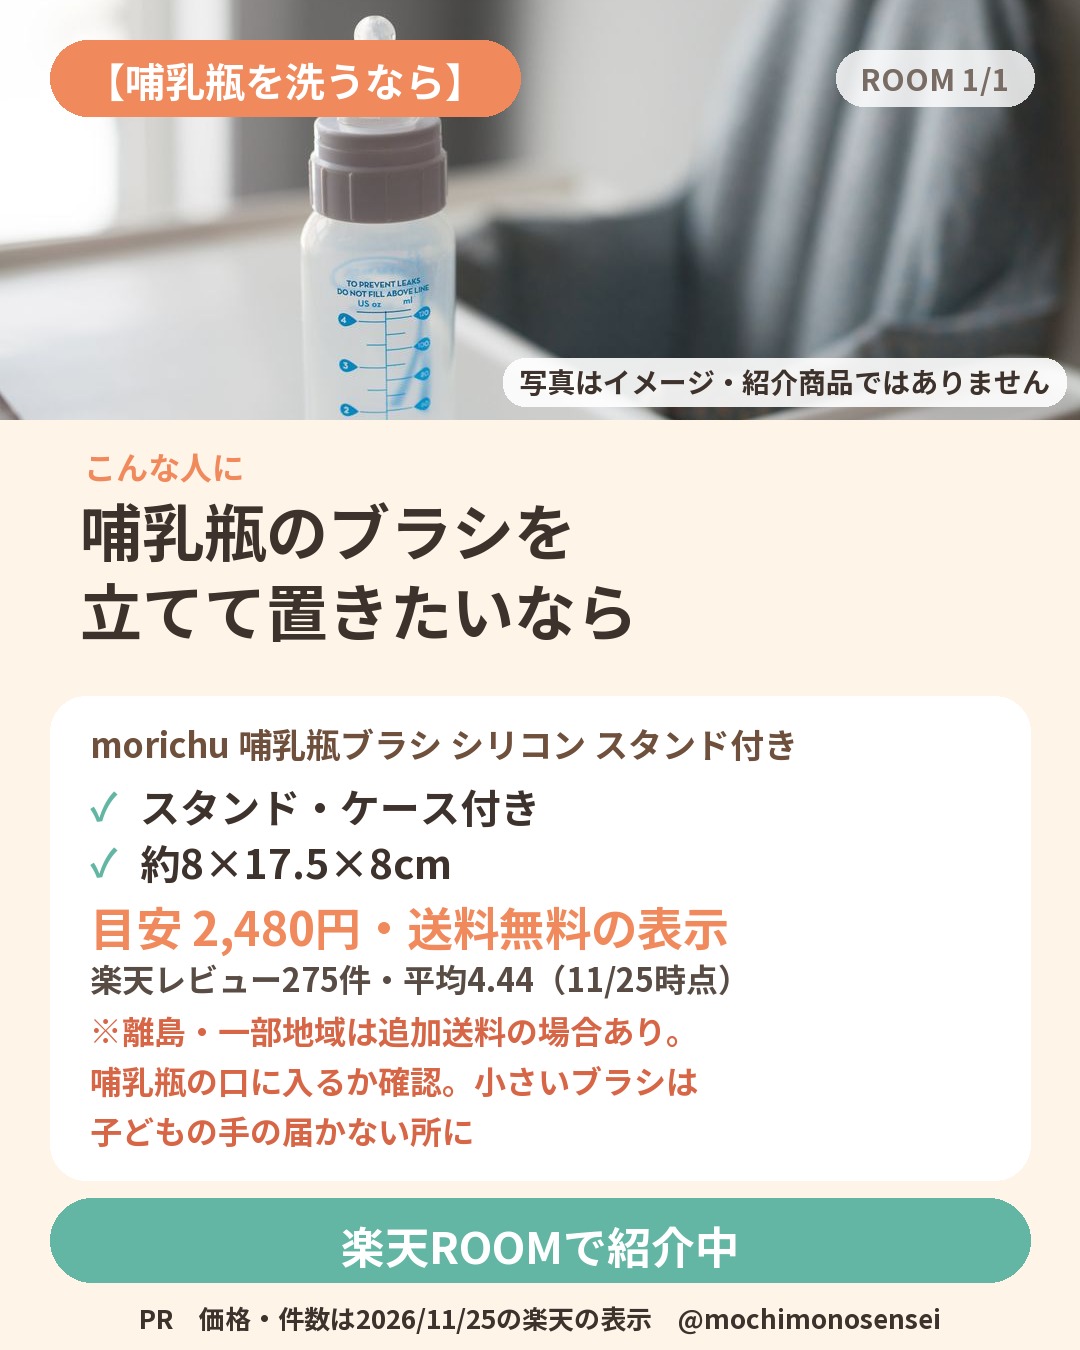 【哺乳瓶を洗うなら】
ROOM 1/1
TO PREVENT LEAKS
DO NOT FILL ABOVE LINE
US oz ml
4 120
100
3 80
2 60
写真はイメージ・紹介商品ではありません
こんな人に
哺乳瓶のブラシを
立てて置きたいなら
morichu 哺乳瓶ブラシ シリコン スタンド付き
✓ スタンド・ケース付き
✓ 約8×17.5×8cm
目安 2,480円・送料無料の表示
楽天レビュー275件・平均4.44（11/25時点）
※離島・一部地域は追加送料の場合あり。
哺乳瓶の口に入るか確認。小さいブラシは
子どもの手の届かない所に
楽天ROOMで紹介中
PR 価格・件数は2026/11/25の楽天の表示 @mochimonosensei